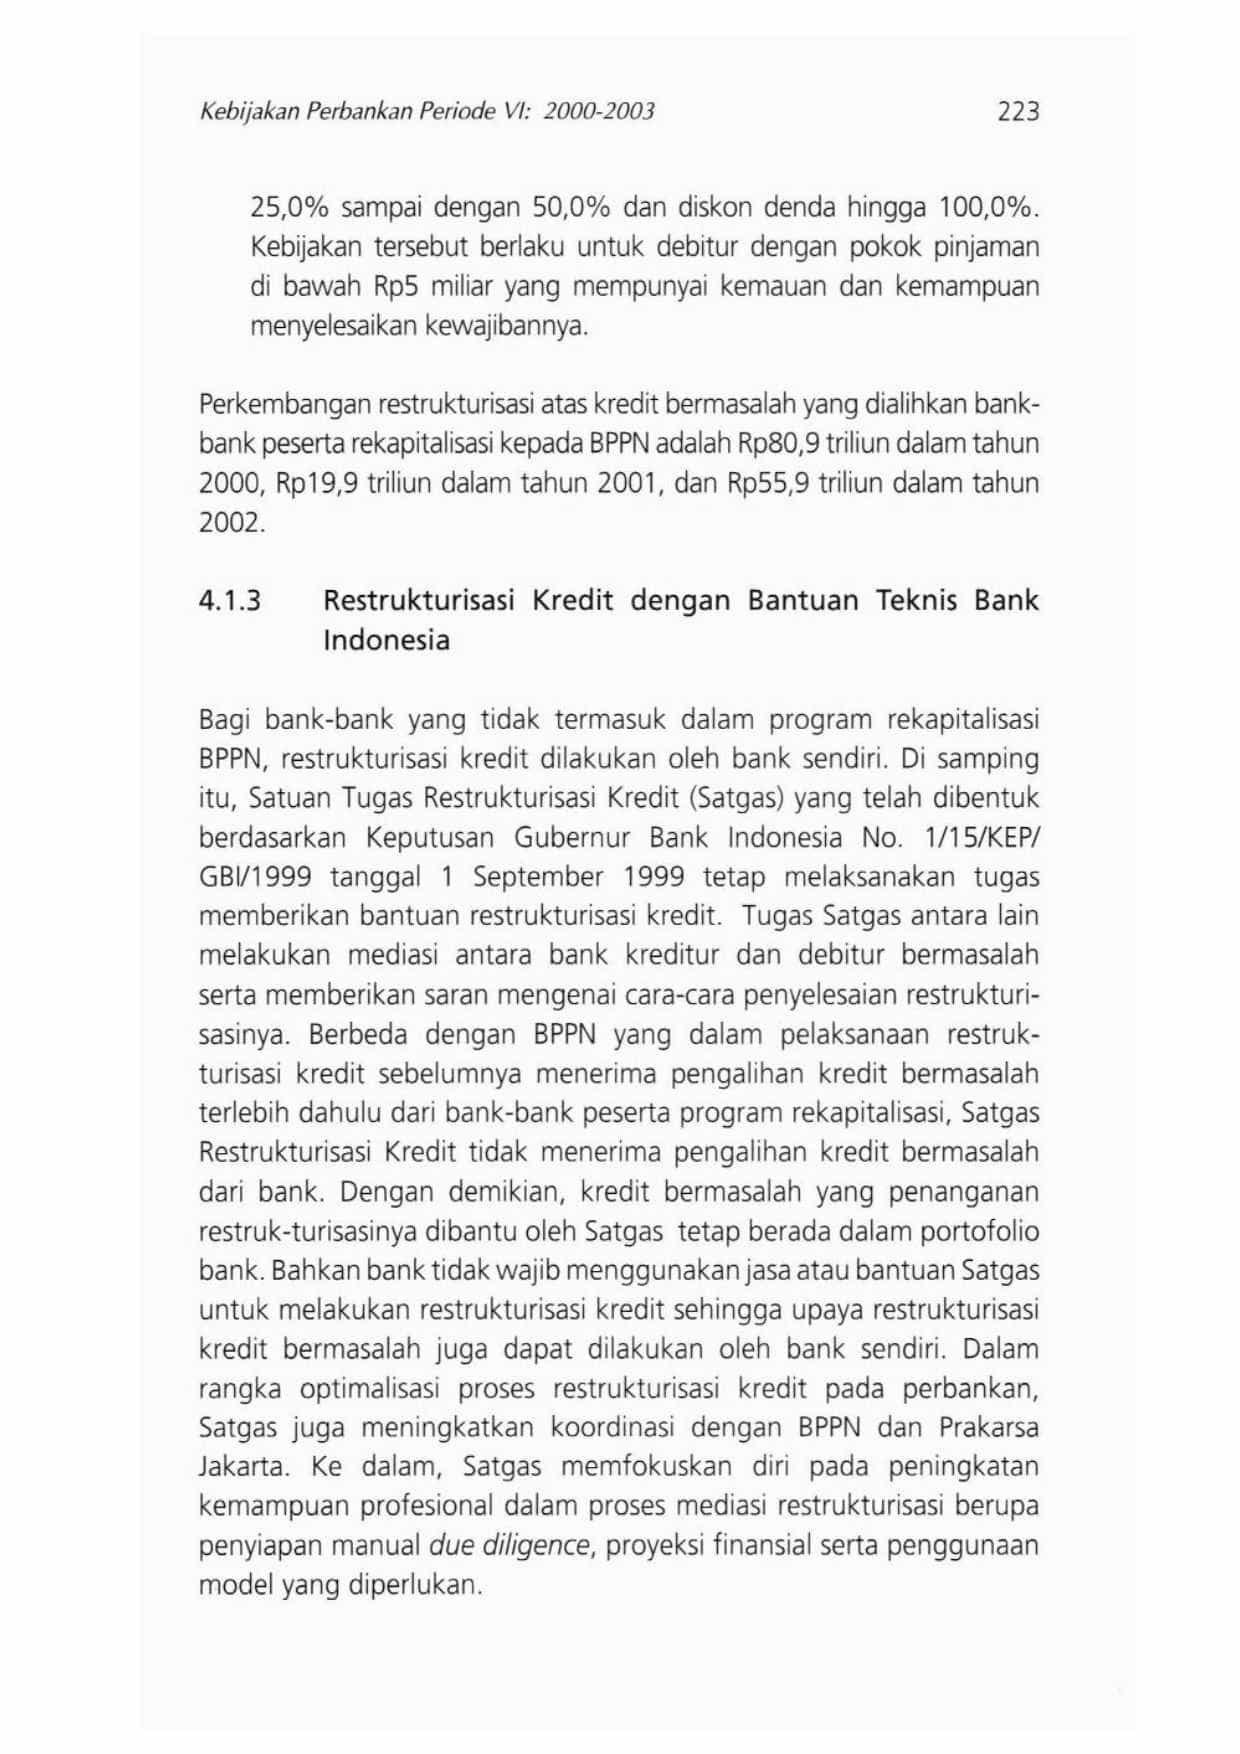 Kebijakan Perbankan Periode VI: 2000-2003 223
25,0% sampai dengan 50,0% dan diskon denda hingga 100,0%.
Kebijakan tersebut berlaku untuk debitur dengan pokok pinjaman
di bawah Rp5 miliar yang mempunyai kemauan dan kemampuan
menyelesaikan kewajibannya.
Perkembangan restrukturisasi atas kredit bermasalah yang dialihkan bank-
bank peserta rekapitalisasi kepada BPPN adalah Rp80,9 triliun dalam tahun
2000, Rp19,9 triliun dalam tahun 2001, dan Rp55,9 triliun dalam tahun
2002.
4.1.3 Restrukturisasi Kredit dengan Bantuan Teknis Bank
Indonesia
Bagi bank-bank yang tidak termasuk dalam program rekapitalisasi
BPPN, restrukturisasi kredit dilakukan oleh bank sendiri. Di samping
itu, Satuan Tugas Restrukturisasi Kredit (Satgas) yang telah dibentuk
berdasarkan Keputusan Gubernur Bank Indonesia No. 1/15/KEP/
GBI/1999 tanggal 1 September 1999 tetap melaksanakan tugas
memberikan bantuan restrukturisasi kredit. Tugas Satgas antara lain
melakukan mediasi antara bank kreditur dan debitur bermasalah
serta memberikan saran mengenai cara-cara penyelesaian restrukturi-
sasinya. Berbeda dengan BPPN yang dalam pelaksanaan restruk-
turisasi kredit sebelumnya menerima pengalihan kredit bermasalah
terlebih dahulu dari bank-bank peserta program rekapitalisasi, Satgas
Restrukturisasi Kredit tidak menerima pengalihan kredit bermasalah
dari bank. Dengan demikian, kredit bermasalah yang penanganan
restruk-turisasinya dibantu oleh Satgas tetap berada dalam portofolio
bank. Bahkan bank tidak wajib menggunakan jasa atau bantuan Satgas
untuk melakukan restrukturisasi kredit sehingga upaya restrukturisasi
kredit bermasalah juga dapat dilakukan oleh bank sendiri. Dalam
rangka optimalisasi proses restrukturisasi kredit pada perbankan,
Satgas juga meningkatkan koordinasi dengan BPPN dan Prakarsa
Jakarta. Ke dalam, Satgas memfokuskan diri pada peningkatan
kemampuan profesional dalam proses mediasi restrukturisasi berupa
penyiapan manual due diligence, proyeksi finansial serta penggunaan
model yang diperlukan.